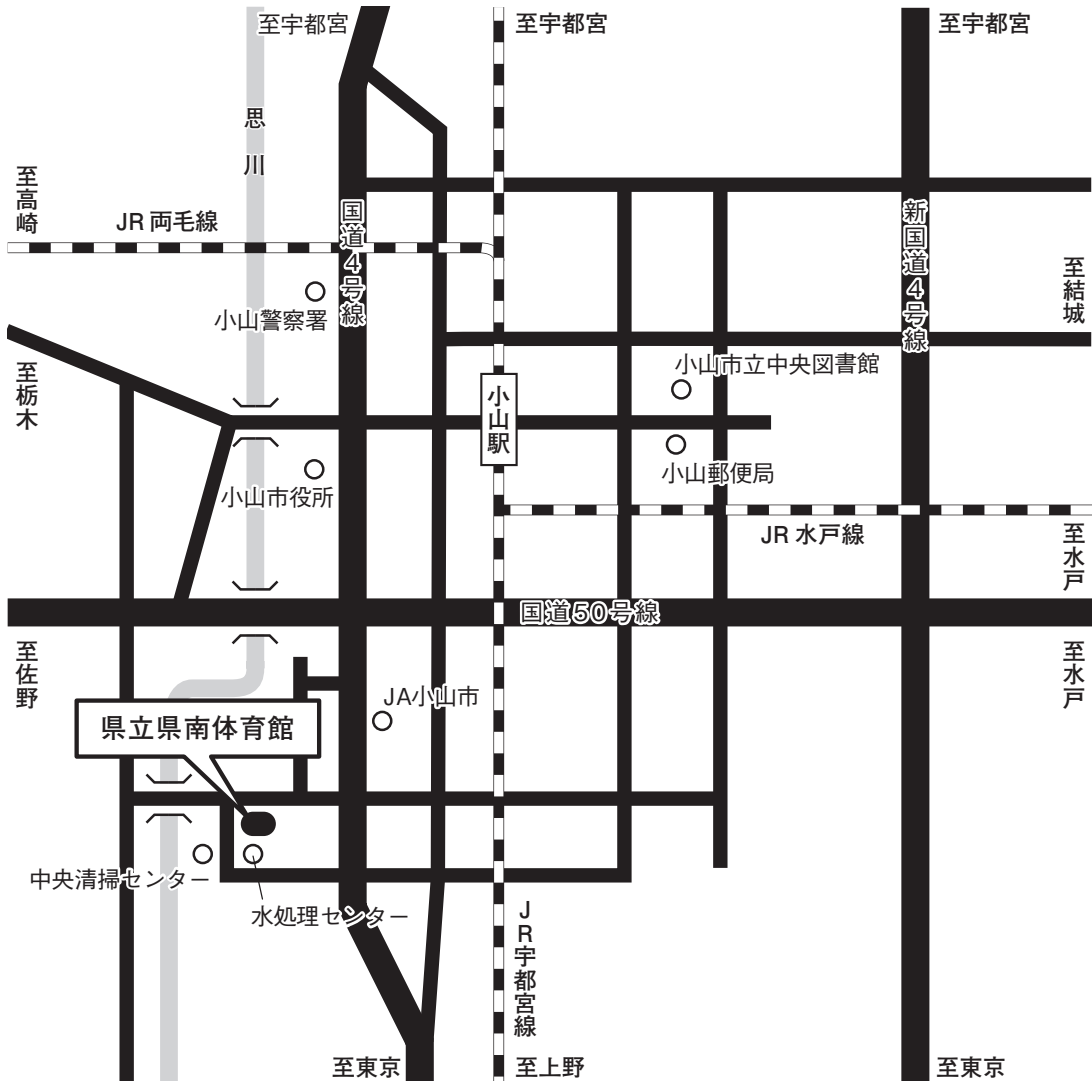 至宇都宮
至宇都宮
至宇都宮
思川
至高崎
JR 両毛線
国道4号線
新国道4号線
至結城
小山警察署
小山市立中央図書館
至栃木
小山駅
小山郵便局
小山市役所
JR 水戸線
至水戸
国道50号線
至佐野
至水戸
JA小山市
県立県南体育館
中央清掃センター
水処理センター
JR宇都宮線
至東京
至上野
至東京